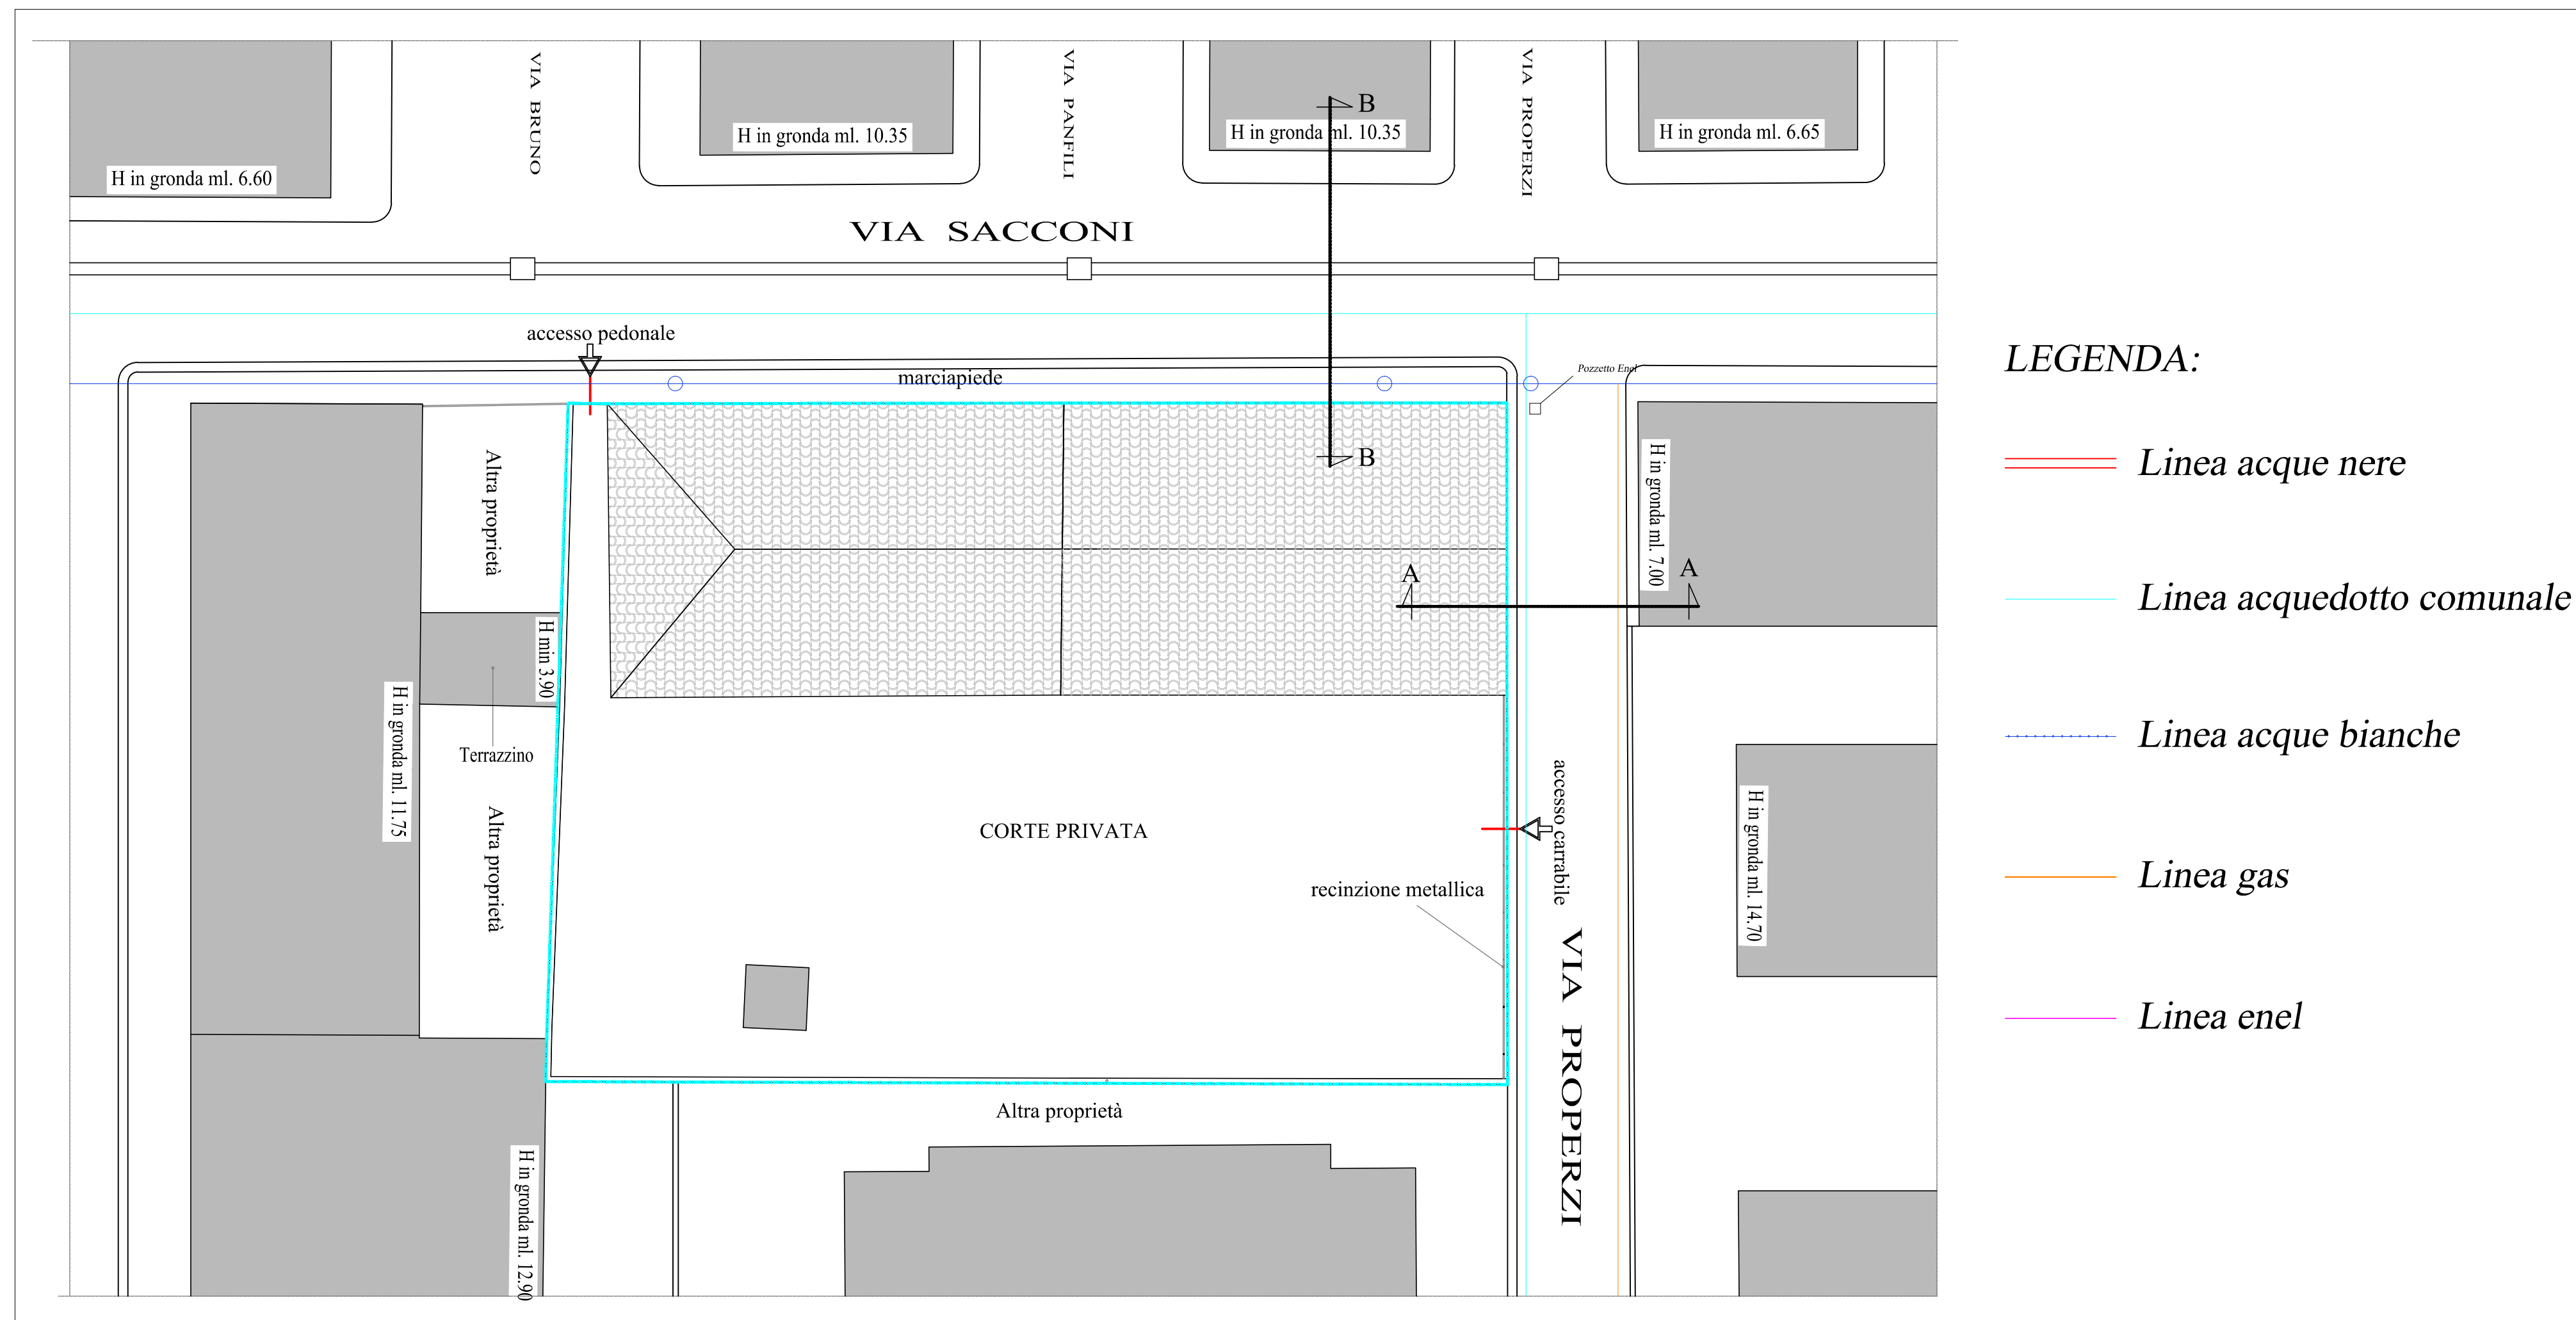 VIA BRUNO
VIA PANFILI
VIA PROPERZI
H in gronda ml. 6.60
H in gronda ml. 10.35
H in gronda ml. 10.35
H in gronda ml. 6.65
B
VIA SACCONI
accesso pedonale
marciapiede
Pozzetto Enel
B
Altra proprietà
H in gronda ml. 7.00
A
A
H min 3.90
H in gronda ml. 11.75
Terrazzino
Altra proprietà
CORTE PRIVATA
accesso carrabile
recinzione metallica
H in gronda ml. 14.70
VIA PROPERZI
Altra proprietà
H in gronda ml. 12.90
LEGENDA:
Linea acque nere
Linea acquedotto comunale
Linea acque bianche
Linea gas
Linea enel